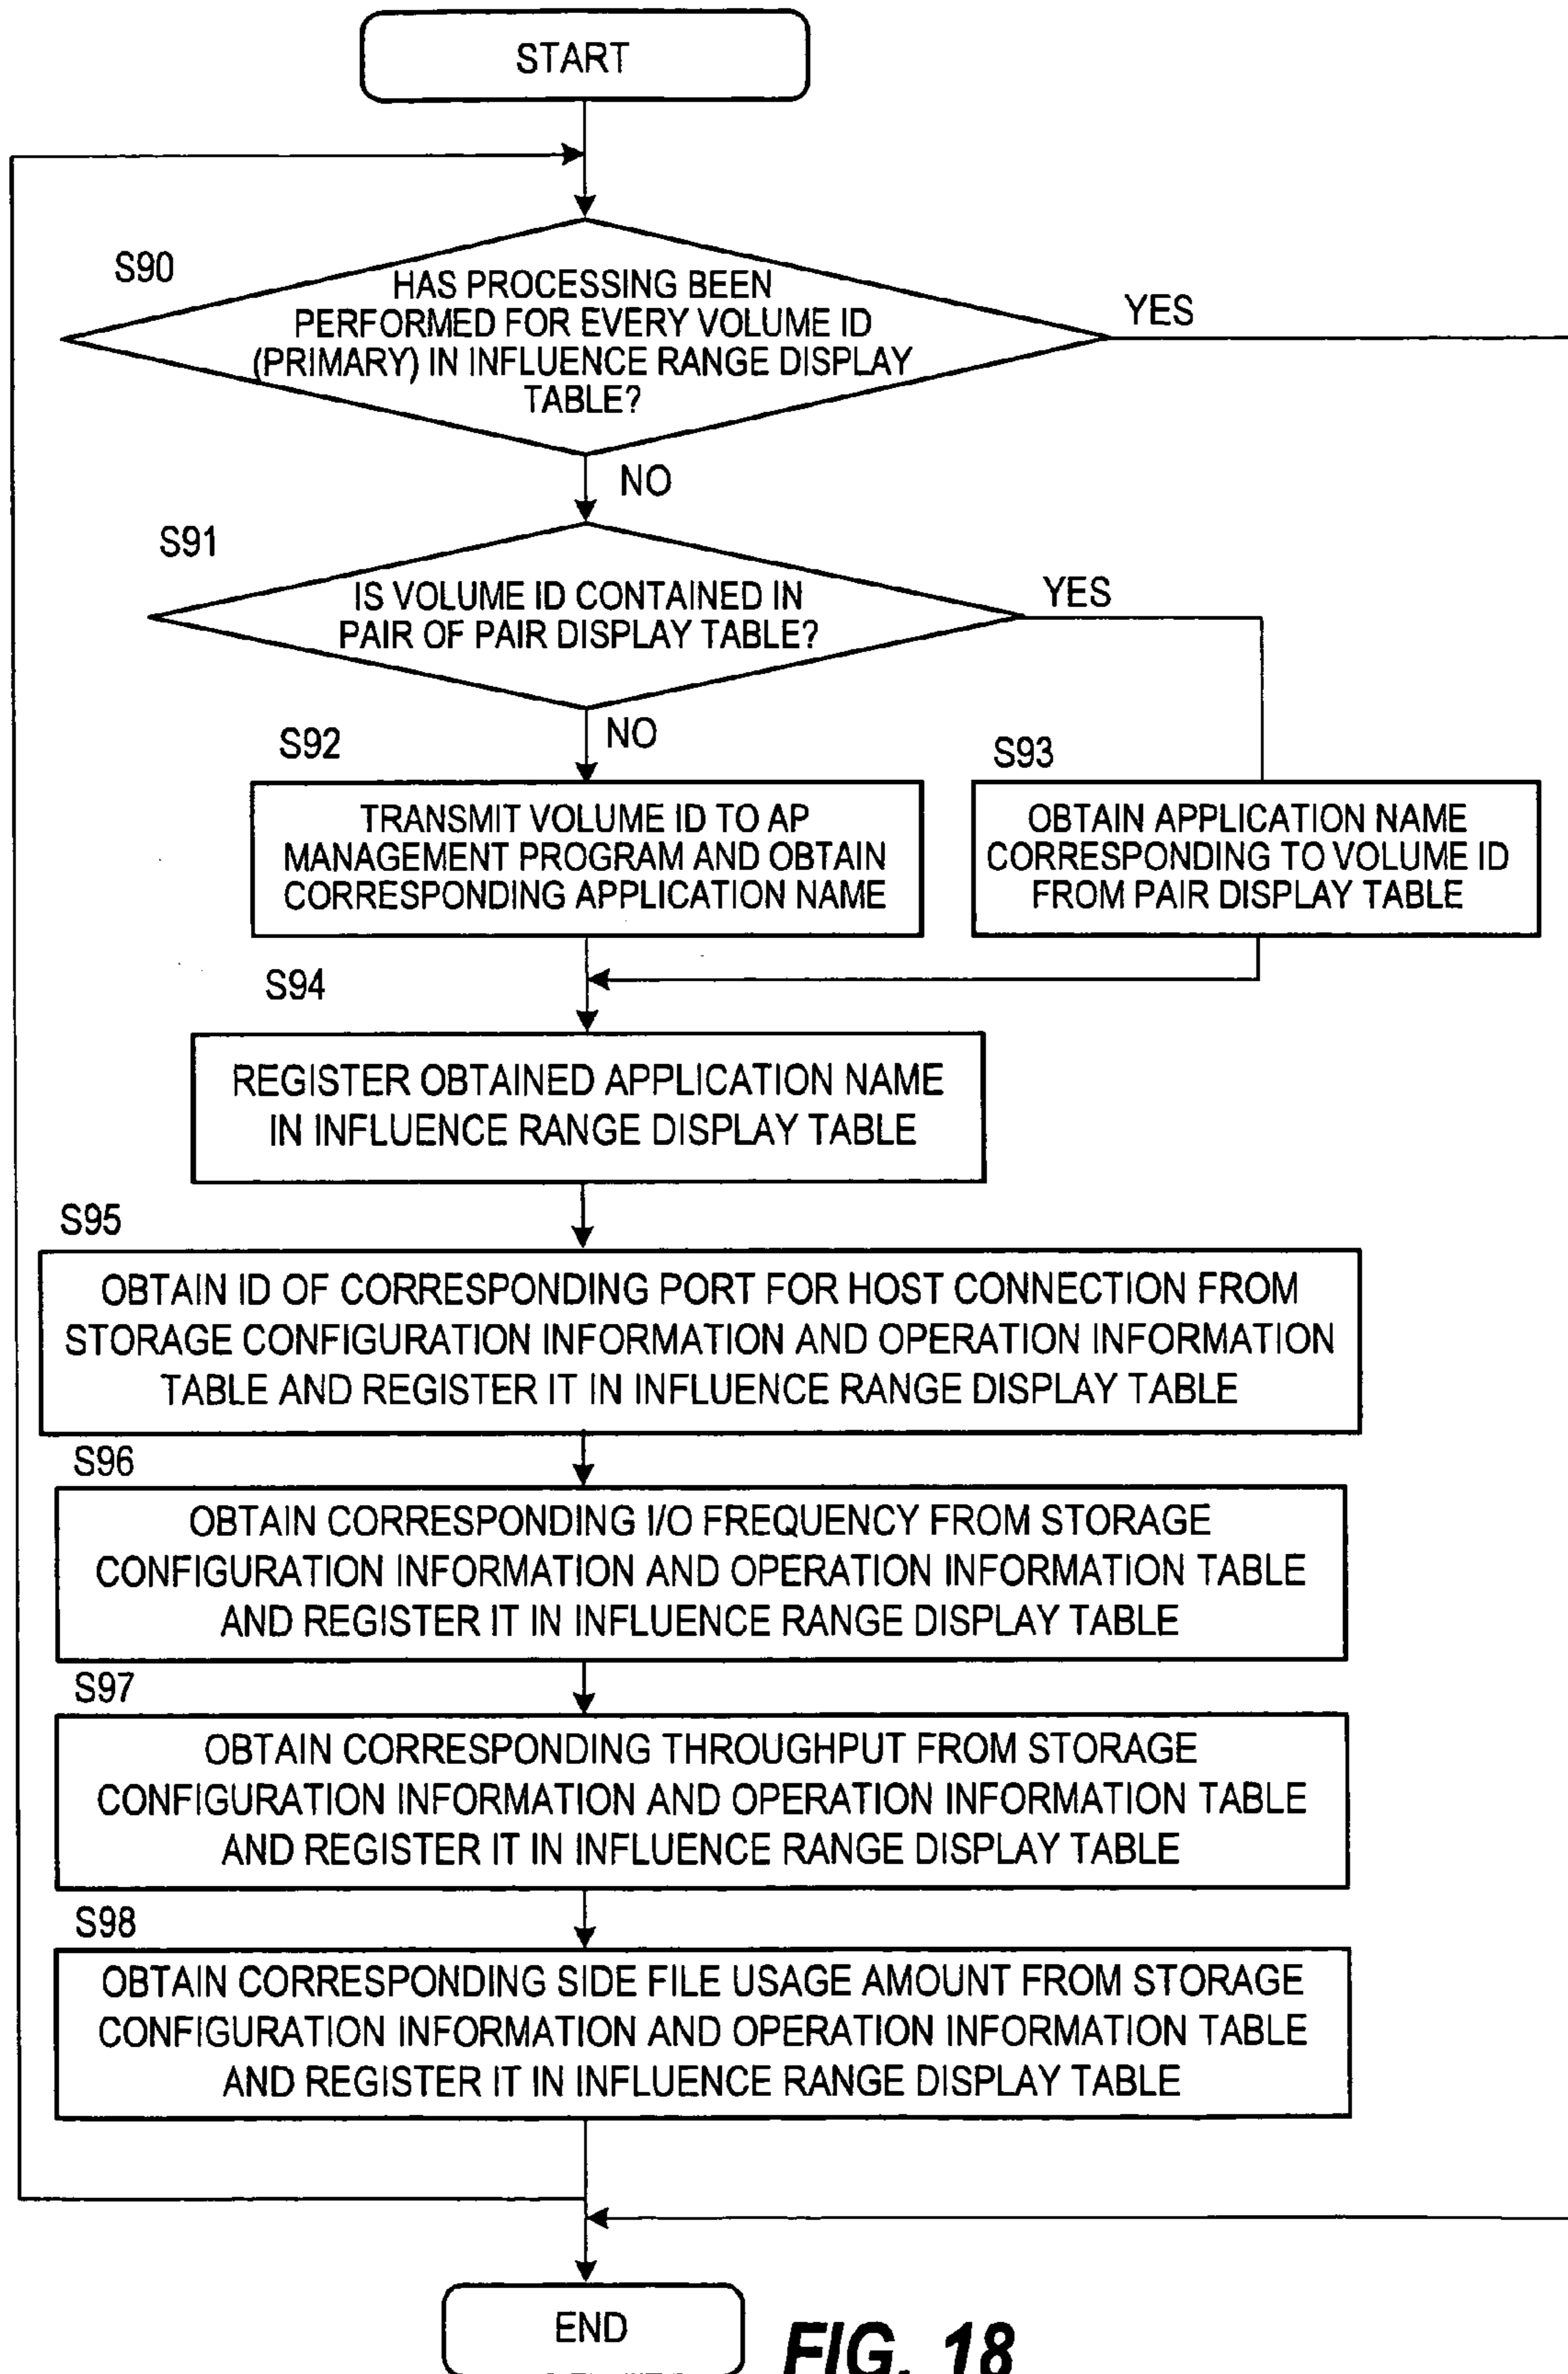 START
S90
HAS PROCESSING BEEN
PERFORMED FOR EVERY VOLUME ID
(PRIMARY) IN INFLUENCE RANGE DISPLAY
TABLE?
YES
NO
S91
IS VOLUME ID CONTAINED IN
PAIR OF PAIR DISPLAY TABLE?
YES
NO
S92
TRANSMIT VOLUME ID TO AP
MANAGEMENT PROGRAM AND OBTAIN
CORRESPONDING APPLICATION NAME
S93
OBTAIN APPLICATION NAME
CORRESPONDING TO VOLUME ID
FROM PAIR DISPLAY TABLE
S94
REGISTER OBTAINED APPLICATION NAME
IN INFLUENCE RANGE DISPLAY TABLE
S95
OBTAIN ID OF CORRESPONDING PORT FOR HOST CONNECTION FROM
STORAGE CONFIGURATION INFORMATION AND OPERATION INFORMATION
TABLE AND REGISTER IT IN INFLUENCE RANGE DISPLAY TABLE
S96
OBTAIN CORRESPONDING I/O FREQUENCY FROM STORAGE
CONFIGURATION INFORMATION AND OPERATION INFORMATION TABLE
AND REGISTER IT IN INFLUENCE RANGE DISPLAY TABLE
S97
OBTAIN CORRESPONDING THROUGHPUT FROM STORAGE
CONFIGURATION INFORMATION AND OPERATION INFORMATION TABLE
AND REGISTER IT IN INFLUENCE RANGE DISPLAY TABLE
S98
OBTAIN CORRESPONDING SIDE FILE USAGE AMOUNT FROM STORAGE
CONFIGURATION INFORMATION AND OPERATION INFORMATION TABLE
AND REGISTER IT IN INFLUENCE RANGE DISPLAY TABLE
END
FIG. 18